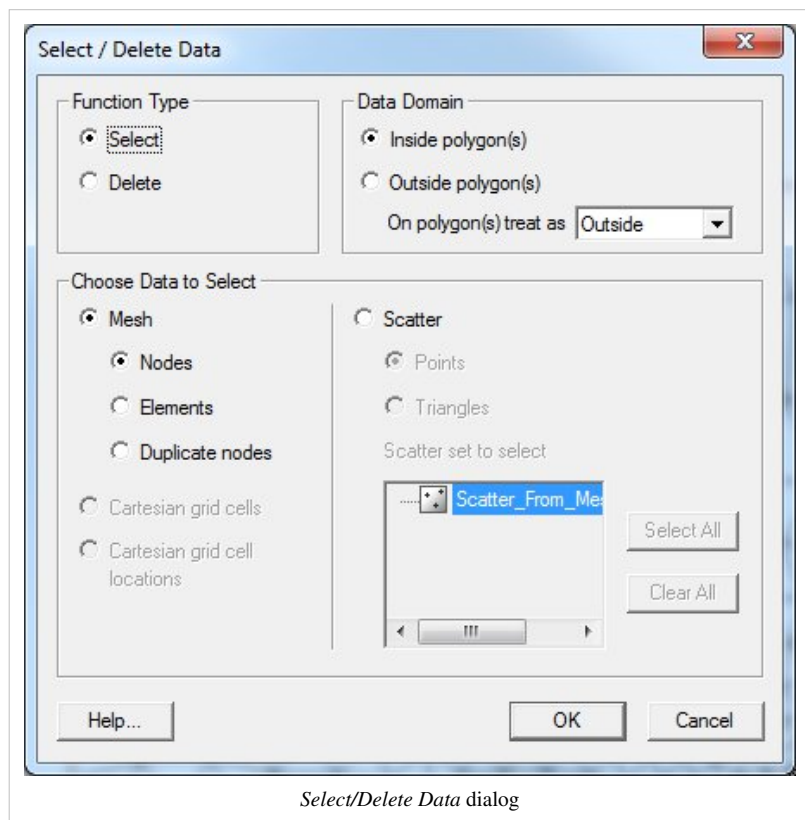 Select / Delete Data
Function Type
Select
Delete
Data Domain
Inside polygon(s)
Outside polygon(s)
On polygon(s) treat as Outside
Choose Data to Select
Mesh
Nodes
Elements
Duplicate nodes
Cartesian grid cells
Cartesian grid cell
locations
Scatter
Points
Triangles
Scatter set to select
Scatter_From_Me
Select All
Clear All
Help...
OK
Cancel
Select/Delete Data dialog